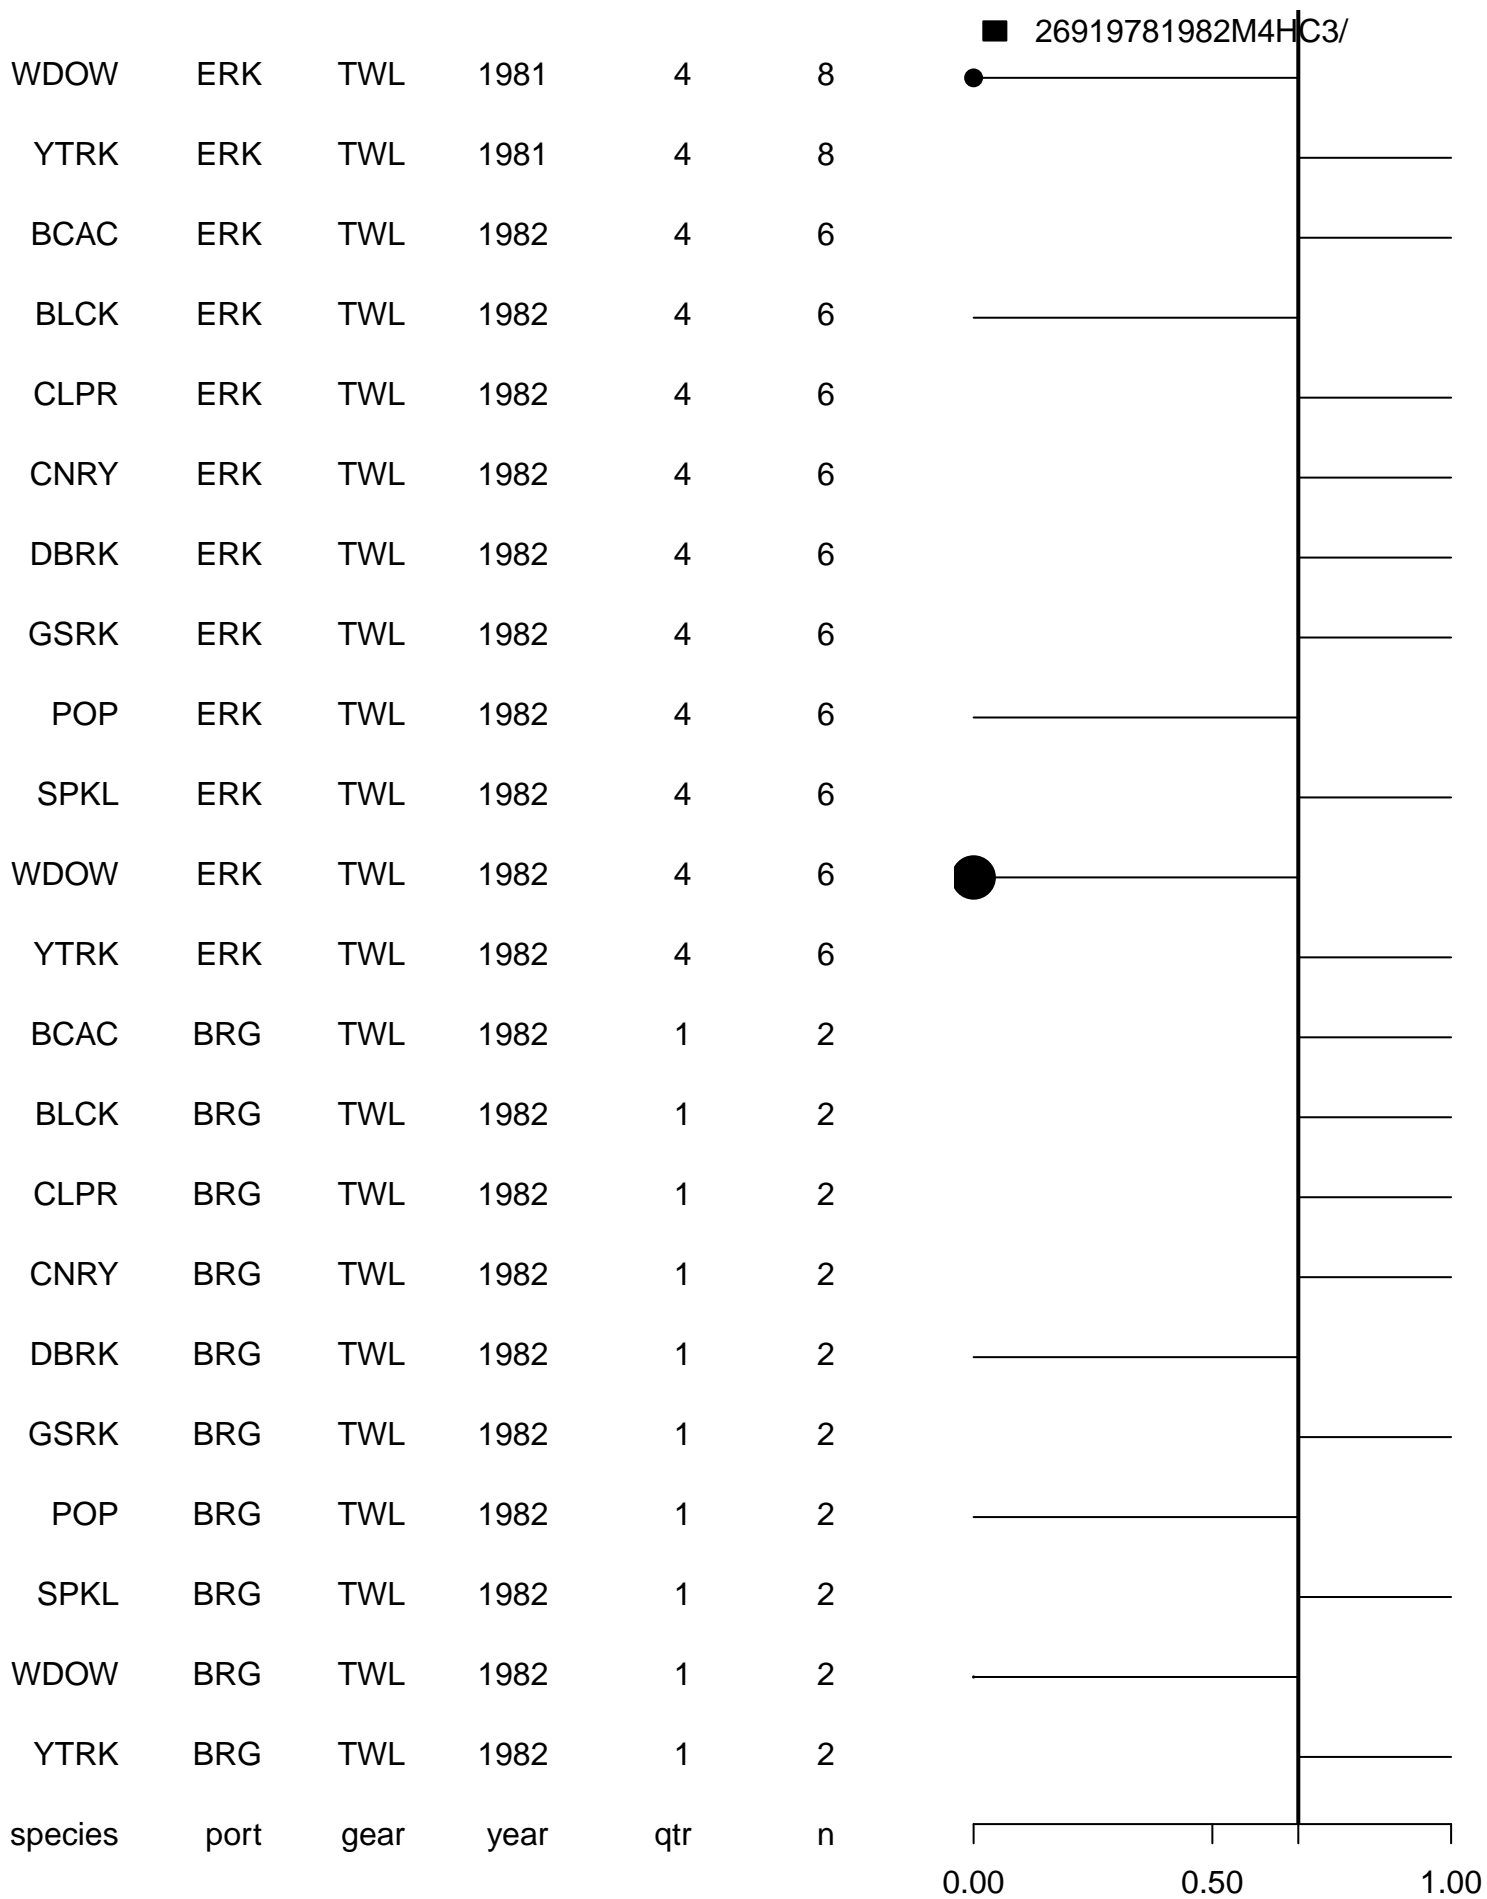 26919781982M4HC3/
WDOW ERK TWL 1981 4 8
YTRK ERK TWL 1981 4 8
BCAC ERK TWL 1982 4 6
BLCK ERK TWL 1982 4 6
CLPR ERK TWL 1982 4 6
CNRY ERK TWL 1982 4 6
DBRK ERK TWL 1982 4 6
GSRK ERK TWL 1982 4 6
POP ERK TWL 1982 4 6
SPKL ERK TWL 1982 4 6
WDOW ERK TWL 1982 4 6
YTRK ERK TWL 1982 4 6
BCAC BRG TWL 1982 1 2
BLCK BRG TWL 1982 1 2
CLPR BRG TWL 1982 1 2
CNRY BRG TWL 1982 1 2
DBRK BRG TWL 1982 1 2
GSRK BRG TWL 1982 1 2
POP BRG TWL 1982 1 2
SPKL BRG TWL 1982 1 2
WDOW BRG TWL 1982 1 2
YTRK BRG TWL 1982 1 2
species port gear year qtr n
0.00 0.50 1.00